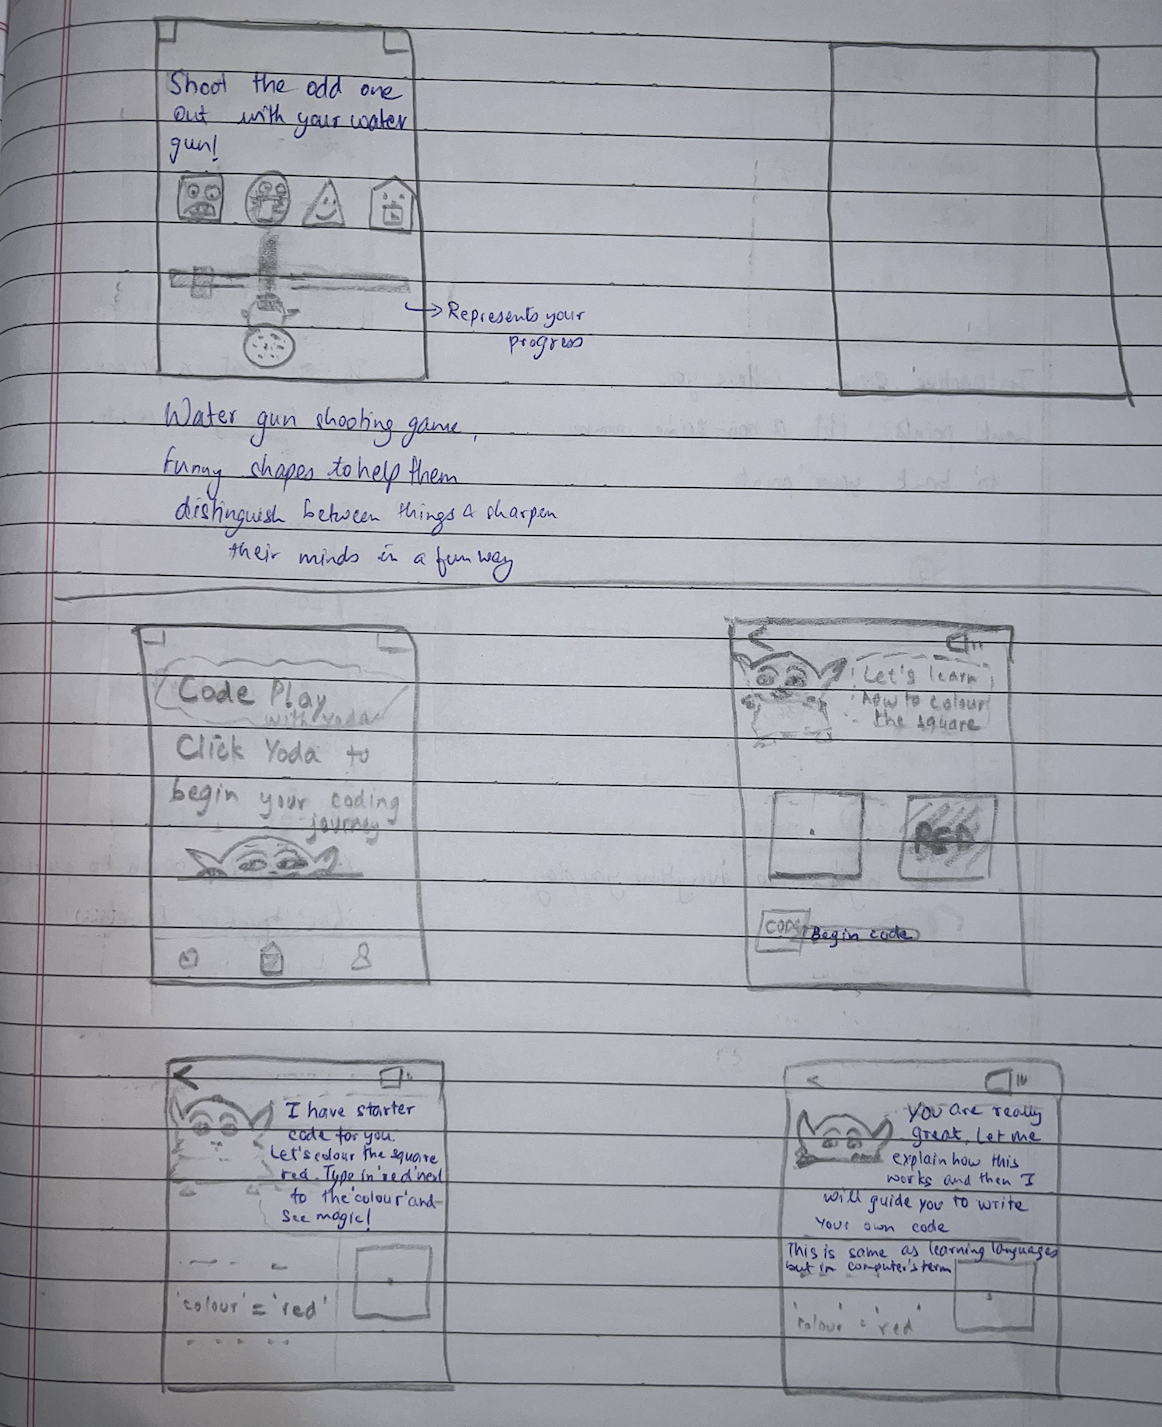 Shoot the odd one
out with your water
gun!
Represents your
progress
Water gun shooting game,
funny shapes to help them
distinguish between things & sharpen
their minds in a fun way
Code Play
with Yoda
Click Yoda to
begin your coding
journey
Let's learn
how to colour
the square
RED
CODE
Begin code
I have starter
code for you.
Let's colour the square
red. Type in 'red' next
to the 'colour' and
see magic!
'colour' = 'red'
You are really
great, Let me
explain how this
works and then I
will guide you to write
your own code
This is same as learning languages
but in computer's term
'colour' = 'red'